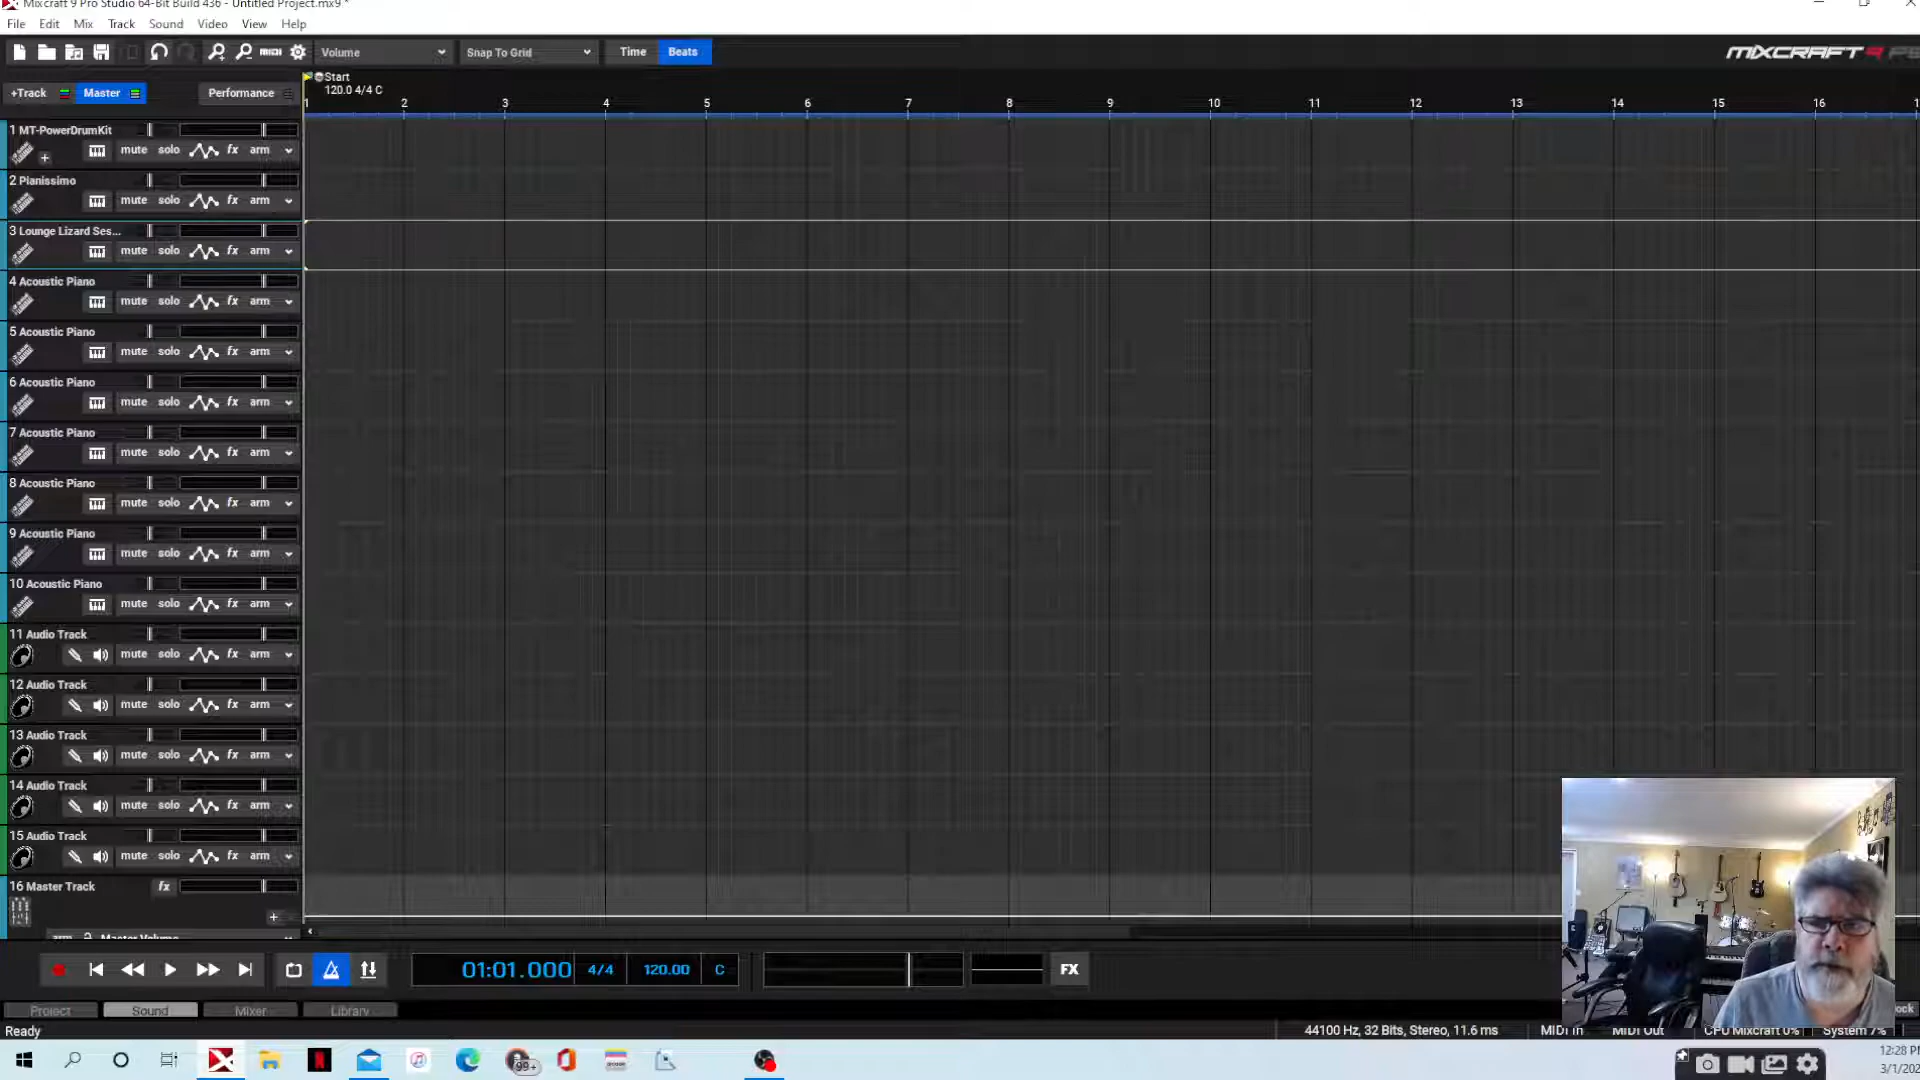 Mixcraft 9 Pro Studio 64-Bit Build 436 - Untitled Project.mx9 *
File Edit Mix Track Sound Video View Help
MIDI Volume Snap To Grid Time Beats MIXCRAFT 9
+Track Master Performance Start
120.0 4/4 C
1 2 3 4 5 6 7 8 9 10 11 12 13 14 15 16
1 MT-PowerDrumKit
mute solo fx arm
2 Pianissimo
mute solo fx arm
3 Lounge Lizard Ses...
mute solo fx arm
4 Acoustic Piano
mute solo fx arm
5 Acoustic Piano
mute solo fx arm
6 Acoustic Piano
mute solo fx arm
7 Acoustic Piano
mute solo fx arm
8 Acoustic Piano
mute solo fx arm
9 Acoustic Piano
mute solo fx arm
10 Acoustic Piano
mute solo fx arm
11 Audio Track
mute solo fx arm
12 Audio Track
mute solo fx arm
13 Audio Track
mute solo fx arm
14 Audio Track
mute solo fx arm
15 Audio Track
mute solo fx arm
16 Master Track fx
arm Master Volume
01:01.000 4/4 120.00 C FX
Project Sound Mixer Library
Ready 44100 Hz, 32 Bits, Stereo, 11.6 ms MIDI In MIDI Out CPU Mixcraft 0% System 7%
99+ 12:28
3/1/202